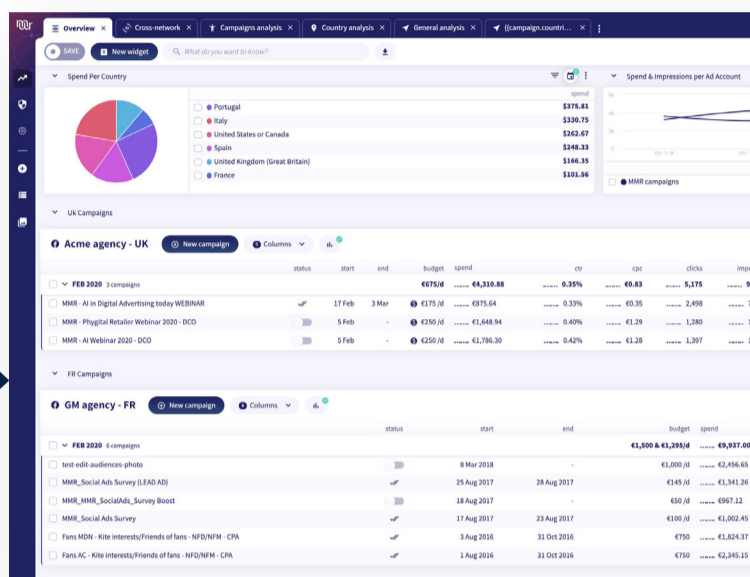 Overview ×
Cross-network ×
Campaigns analysis ×
Country analysis ×
General analysis ×
{{campaign.countri... ×
SAVE
New widget
What do you want to know?
Spend Per Country
Spend & Impressions per Ad Account
spend
Portugal $375.81
Italy $330.75
United States or Canada $262.67
Spain $248.33
United Kingdom (Great Britain) $166.35
France $101.56
MMR campaigns
Uk Campaigns
Acme agency - UK
New campaign
Columns
status start end budget spend ctr cpc clicks impr
FEB 2020 3 campaigns €675/d €4,310.88 0.35% €0.83 5,175 9
MMR - AI in Digital Advertising today WEBINAR 17 Feb 3 Mar €175 /d €875.64 0.33% €0.35 2,498
MMR - Phygital Retailer Webinar 2020 - DCO 5 Feb - €250 /d €1,648.94 0.40% €1.29 1,280
MMR - AI Webinar 2020 - DCO 5 Feb - €250 /d €1,786.30 0.42% €1.28 1,397
FR Campaigns
GM agency - FR
New campaign
Columns
status start end budget spend
FEB 2020 6 campaigns €1,500 & €1,295/d €9,937.00
test-edit-audiences-photo 8 Mar 2018 - €1,000 /d €2,456.65
MMR_Social Ads Survey (LEAD AD) 25 Aug 2017 28 Aug 2017 €145 /d €1,341.26
MMR_MMR_SocialAds_Survey Boost 18 Aug 2017 - €50 /d €967.12
MMR_Social Ads Survey 17 Aug 2017 23 Aug 2017 €100 /d €1,002.45
Fans MDN - Kite interests/Friends of fans - NFD/NFM - CPA 3 Aug 2016 31 Oct 2016 €750 €1,824.37
Fans AC - Kite interests/Friends of fans - NFD/NFM - CPA 1 Aug 2016 31 Oct 2016 €750 €2,345.15